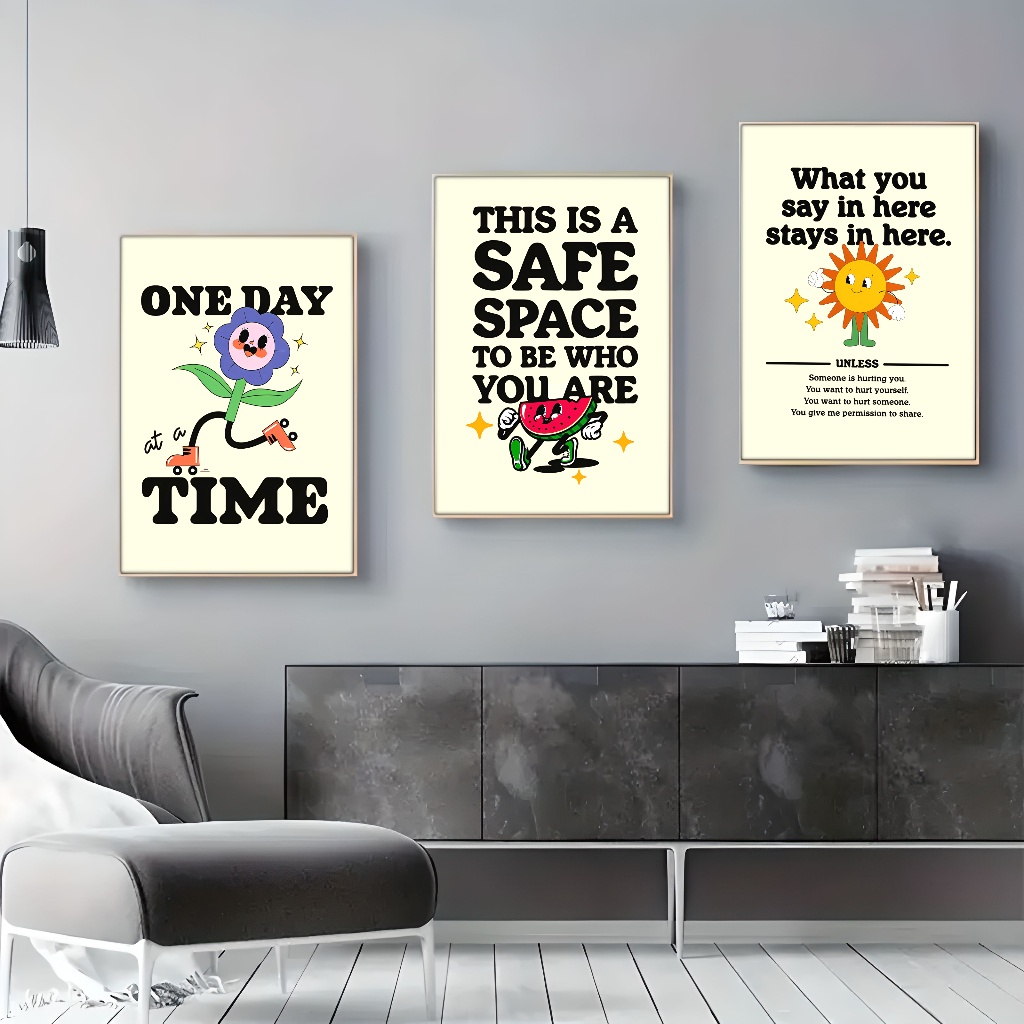 ONE DAY
at a
TIME
THIS IS A
SAFE
SPACE
TO BE WHO
YOU ARE
What you
say in here
stays in here.
UNLESS
Someone is hurting you.
You want to hurt yourself.
You want to hurt someone.
You give me permission to share.